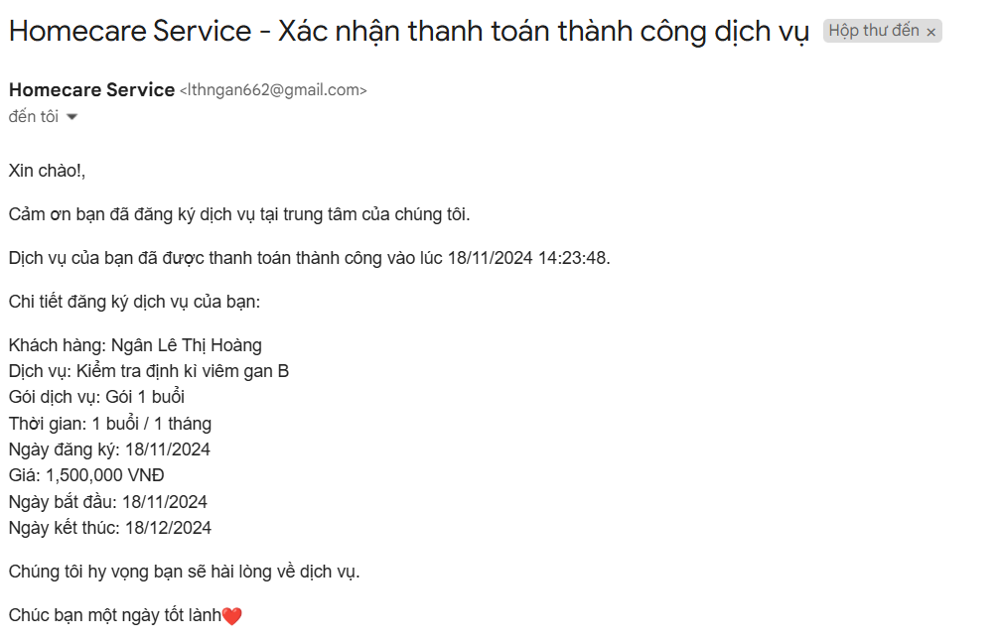 Homecare Service - Xác nhận thanh toán thành công dịch vụ Hộp thư đến ×
Homecare Service <lthngan662@gmail.com>
đến tôi
Xin chào!,
Cảm ơn bạn đã đăng ký dịch vụ tại trung tâm của chúng tôi.
Dịch vụ của bạn đã được thanh toán thành công vào lúc 18/11/2024 14:23:48.
Chi tiết đăng ký dịch vụ của bạn:
Khách hàng: Ngân Lê Thị Hoàng
Dịch vụ: Kiểm tra định kì viêm gan B
Gói dịch vụ: Gói 1 buổi
Thời gian: 1 buổi / 1 tháng
Ngày đăng ký: 18/11/2024
Giá: 1,500,000 VNĐ
Ngày bắt đầu: 18/11/2024
Ngày kết thúc: 18/12/2024
Chúng tôi hy vọng bạn sẽ hài lòng về dịch vụ.
Chúc bạn một ngày tốt lành❤️